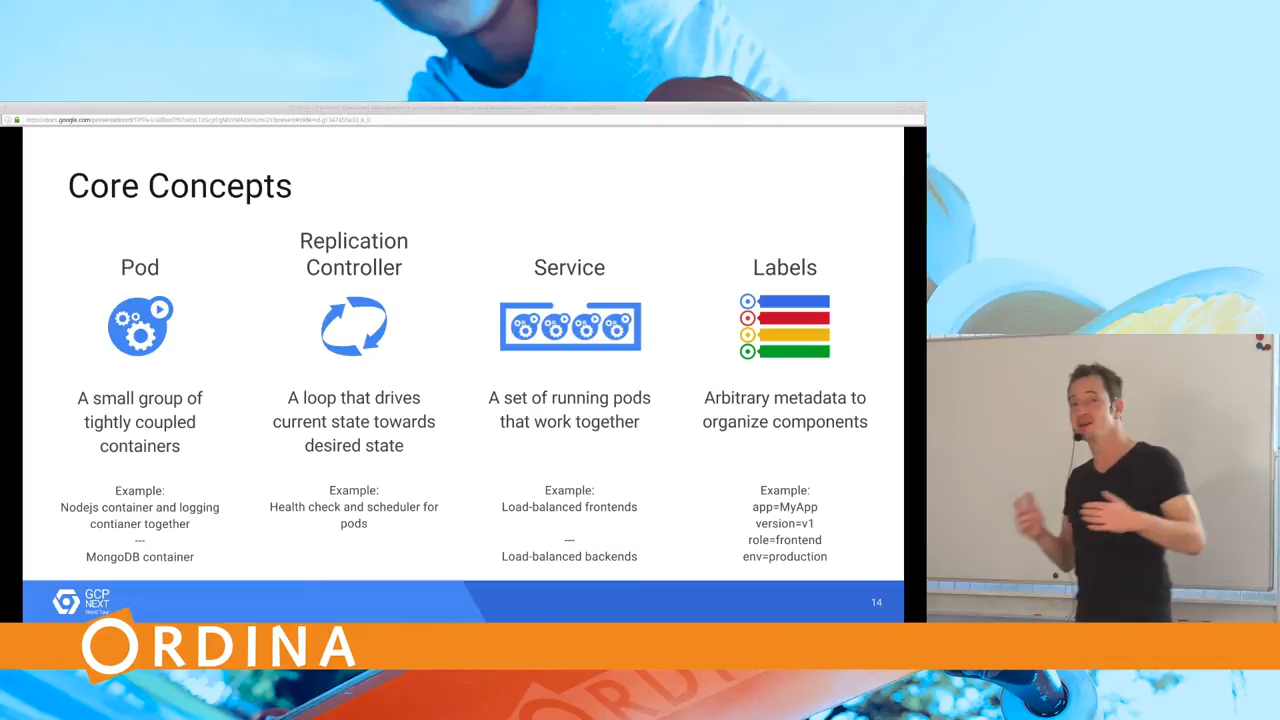 Core Concepts
Pod
A small group of
tightly coupled
containers
Example:
Nodejs container and logging
contianer together
---
MongoDB container
Replication
Controller
A loop that drives
current state towards
desired state
Example:
Health check and scheduler for
pods
Service
A set of running pods
that work together
Example:
Load-balanced frontends
---
Load-balanced backends
Labels
Arbitrary metadata to
organize components
Example:
app=MyApp
version=v1
role=frontend
env=production
GCP
NEXT
World Tour
14
ORDINA
ORDINA